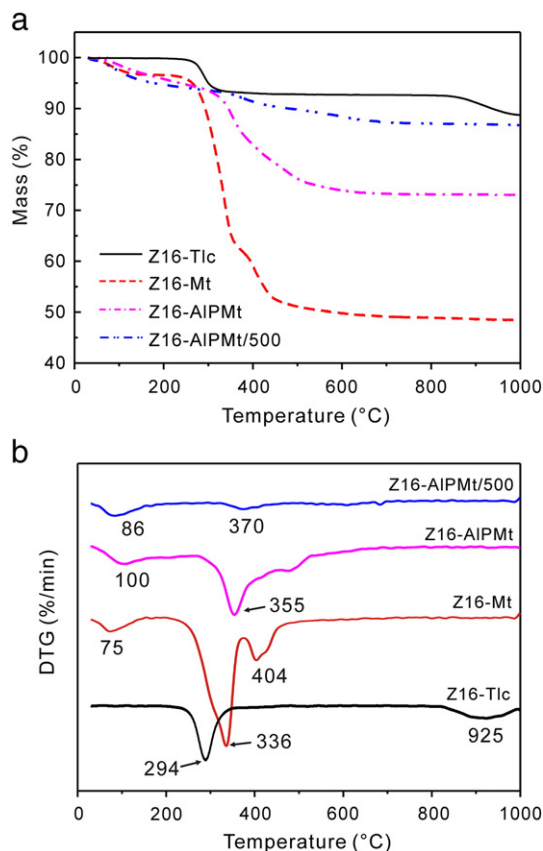 a
100
90
80
70
60
50
40
Mass (%)
Z16-Tlc
Z16-Mt
Z16-AlPMt
Z16-AlPMt/500
0 200 400 600 800 1000
Temperature (°C)
b
Z16-AlPMt/500
86 370
Z16-AlPMt
100
355
Z16-Mt
75
404
Z16-Tlc
336
925
294
DTG (%/min)
0 200 400 600 800 1000
Temperature (°C)